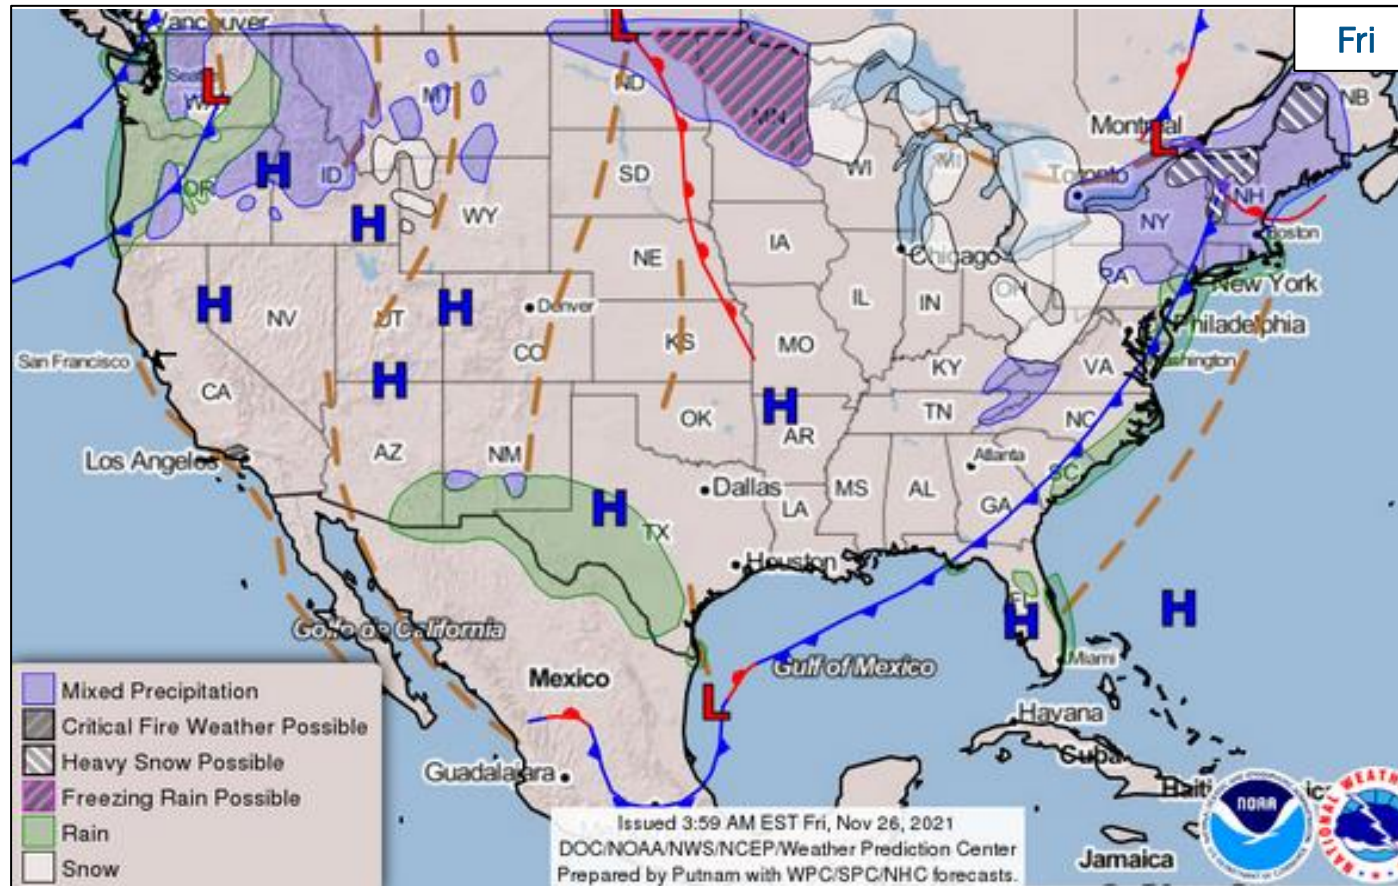 Fri
Vancouver
NB
L
L
Seattle
WA
MT
ND
MN
Montreal
L
H
ID
SD
WI
MI
Toronto
OR
H
WY
NY
NH
Boston
NE
IA
Chicago
PA
H
NV
UT
H
Denver
IL
IN
OH
New York
Philadelphia
San Francisco
CO
KS
MO
KY
VA
Washington
CA
H
H
OK
AR
TN
NC
Los Angeles
AZ
NM
Atlanta
SC
H
TX
Dallas
LA
MS
AL
GA
Houston
FL
H
H
Golfo de California
Mexico
L
Gulf of Mexico
Miami
Havana
Cuba
Guadalajara
Jamaica
Mixed Precipitation
Critical Fire Weather Possible
Heavy Snow Possible
Freezing Rain Possible
Rain
Snow
Issued 3:59 AM EST Fri, Nov 26, 2021
DOC/NOAA/NWS/NCEP/Weather Prediction Center
Prepared by Putnam with WPC/SPC/NHC forecasts.
NOAA